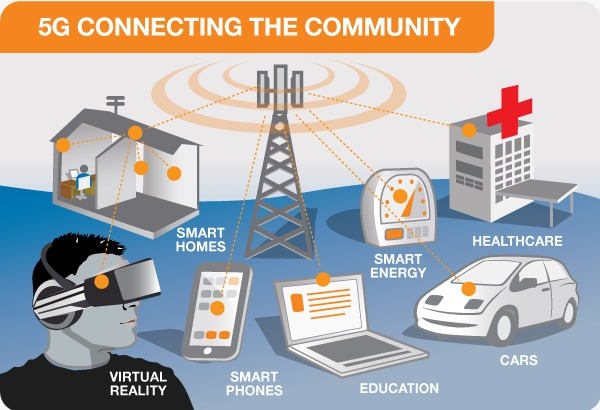 5G CONNECTING THE COMMUNITY
SMART
HOMES
HEALTHCARE
SMART
ENERGY
CARS
VIRTUAL
REALITY
SMART
PHONES
EDUCATION